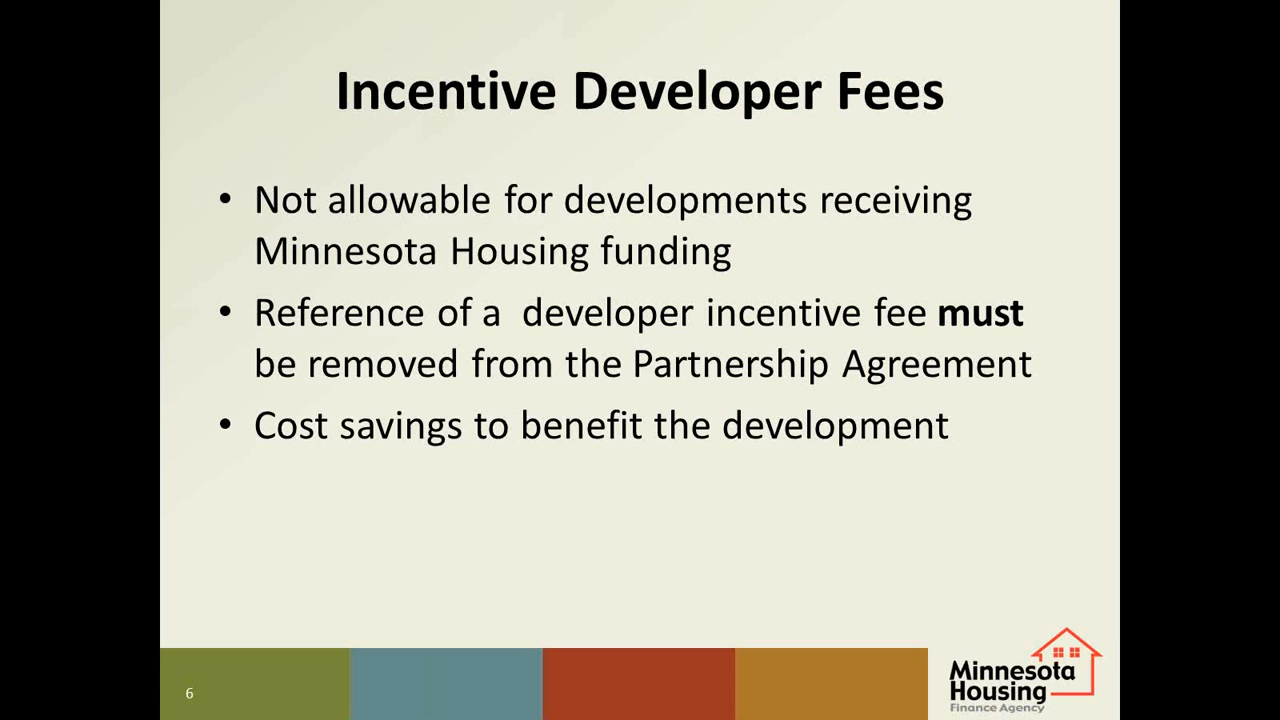 Incentive Developer Fees
• Not allowable for developments receiving
Minnesota Housing funding
• Reference of a  developer incentive fee must
be removed from the Partnership Agreement
• Cost savings to benefit the development
6
Minnesota
Housing
Finance Agency